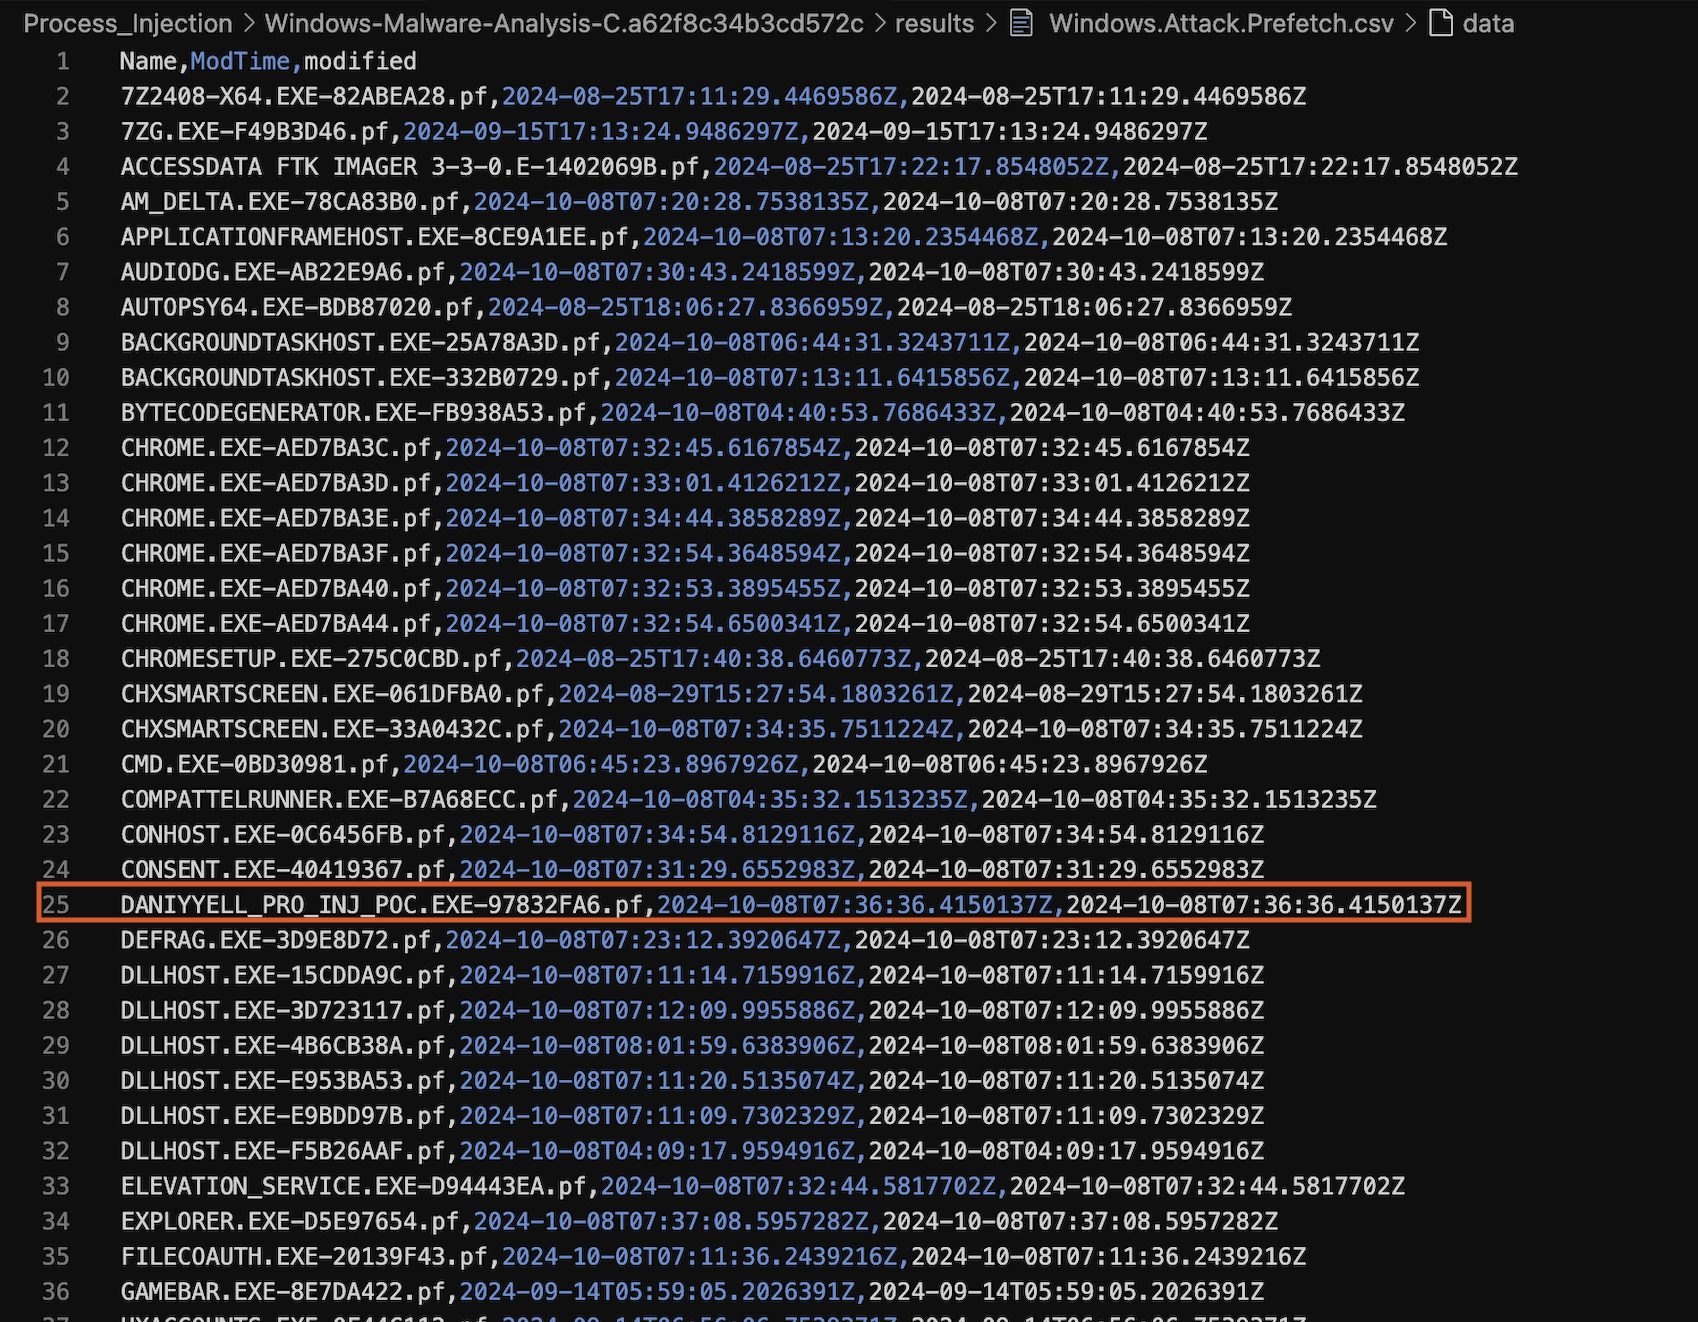 Process_Injection > Windows-Malware-Analysis-C.a62f8c34b3cd572c > results > Windows.Attack.Prefetch.csv > data
1 Name,ModTime,modified
2 7Z2408-X64.EXE-82ABEA28.pf,2024-08-25T17:11:29.4469586Z,2024-08-25T17:11:29.4469586Z
3 7ZG.EXE-F49B3D46.pf,2024-09-15T17:13:24.9486297Z,2024-09-15T17:13:24.9486297Z
4 ACCESSDATA FTK IMAGER 3-3-0.E-1402069B.pf,2024-08-25T17:22:17.8548052Z,2024-08-25T17:22:17.8548052Z
5 AM_DELTA.EXE-78CA83B0.pf,2024-10-08T07:20:28.7538135Z,2024-10-08T07:20:28.7538135Z
6 APPLICATIONFRAMEHOST.EXE-8CE9A1EE.pf,2024-10-08T07:13:20.2354468Z,2024-10-08T07:13:20.2354468Z
7 AUDIODG.EXE-AB22E9A6.pf,2024-10-08T07:30:43.2418599Z,2024-10-08T07:30:43.2418599Z
8 AUTOPSY64.EXE-BDB87020.pf,2024-08-25T18:06:27.8366959Z,2024-08-25T18:06:27.8366959Z
9 BACKGROUNDTASKHOST.EXE-25A78A3D.pf,2024-10-08T06:44:31.3243711Z,2024-10-08T06:44:31.3243711Z
10 BACKGROUNDTASKHOST.EXE-332B0729.pf,2024-10-08T07:13:11.6415856Z,2024-10-08T07:13:11.6415856Z
11 BYTECODEGENERATOR.EXE-FB938A53.pf,2024-10-08T04:40:53.7686433Z,2024-10-08T04:40:53.7686433Z
12 CHROME.EXE-AED7BA3C.pf,2024-10-08T07:32:45.6167854Z,2024-10-08T07:32:45.6167854Z
13 CHROME.EXE-AED7BA3D.pf,2024-10-08T07:33:01.4126212Z,2024-10-08T07:33:01.4126212Z
14 CHROME.EXE-AED7BA3E.pf,2024-10-08T07:34:44.3858289Z,2024-10-08T07:34:44.3858289Z
15 CHROME.EXE-AED7BA3F.pf,2024-10-08T07:32:54.3648594Z,2024-10-08T07:32:54.3648594Z
16 CHROME.EXE-AED7BA40.pf,2024-10-08T07:32:53.3895455Z,2024-10-08T07:32:53.3895455Z
17 CHROME.EXE-AED7BA44.pf,2024-10-08T07:32:54.6500341Z,2024-10-08T07:32:54.6500341Z
18 CHROMESETUP.EXE-275C0CBD.pf,2024-08-25T17:40:38.6460773Z,2024-08-25T17:40:38.6460773Z
19 CHXSMARTSCREEN.EXE-061DFBA0.pf,2024-08-29T15:27:54.1803261Z,2024-08-29T15:27:54.1803261Z
20 CHXSMARTSCREEN.EXE-33A0432C.pf,2024-10-08T07:34:35.7511224Z,2024-10-08T07:34:35.7511224Z
21 CMD.EXE-0BD30981.pf,2024-10-08T06:45:23.8967926Z,2024-10-08T06:45:23.8967926Z
22 COMPATTELRUNNER.EXE-B7A68ECC.pf,2024-10-08T04:35:32.1513235Z,2024-10-08T04:35:32.1513235Z
23 CONHOST.EXE-0C6456FB.pf,2024-10-08T07:34:54.8129116Z,2024-10-08T07:34:54.8129116Z
24 CONSENT.EXE-40419367.pf,2024-10-08T07:31:29.6552983Z,2024-10-08T07:31:29.6552983Z
25 DANIYYELL_PRO_INJ_POC.EXE-97832FA6.pf,2024-10-08T07:36:36.4150137Z,2024-10-08T07:36:36.4150137Z
26 DEFRAG.EXE-3D9E8D72.pf,2024-10-08T07:23:12.3920647Z,2024-10-08T07:23:12.3920647Z
27 DLLHOST.EXE-15CDDA9C.pf,2024-10-08T07:11:14.7159916Z,2024-10-08T07:11:14.7159916Z
28 DLLHOST.EXE-3D723117.pf,2024-10-08T07:12:09.9955886Z,2024-10-08T07:12:09.9955886Z
29 DLLHOST.EXE-4B6CB38A.pf,2024-10-08T08:01:59.6383906Z,2024-10-08T08:01:59.6383906Z
30 DLLHOST.EXE-E953BA53.pf,2024-10-08T07:11:20.5135074Z,2024-10-08T07:11:20.5135074Z
31 DLLHOST.EXE-E9BDD97B.pf,2024-10-08T07:11:09.7302329Z,2024-10-08T07:11:09.7302329Z
32 DLLHOST.EXE-F5B26AAF.pf,2024-10-08T04:09:17.9594916Z,2024-10-08T04:09:17.9594916Z
33 ELEVATION_SERVICE.EXE-D94443EA.pf,2024-10-08T07:32:44.5817702Z,2024-10-08T07:32:44.5817702Z
34 EXPLORER.EXE-D5E97654.pf,2024-10-08T07:37:08.5957282Z,2024-10-08T07:37:08.5957282Z
35 FILECOAUTH.EXE-20139F43.pf,2024-10-08T07:11:36.2439216Z,2024-10-08T07:11:36.2439216Z
36 GAMEBAR.EXE-8E7DA422.pf,2024-09-14T05:59:05.2026391Z,2024-09-14T05:59:05.2026391Z